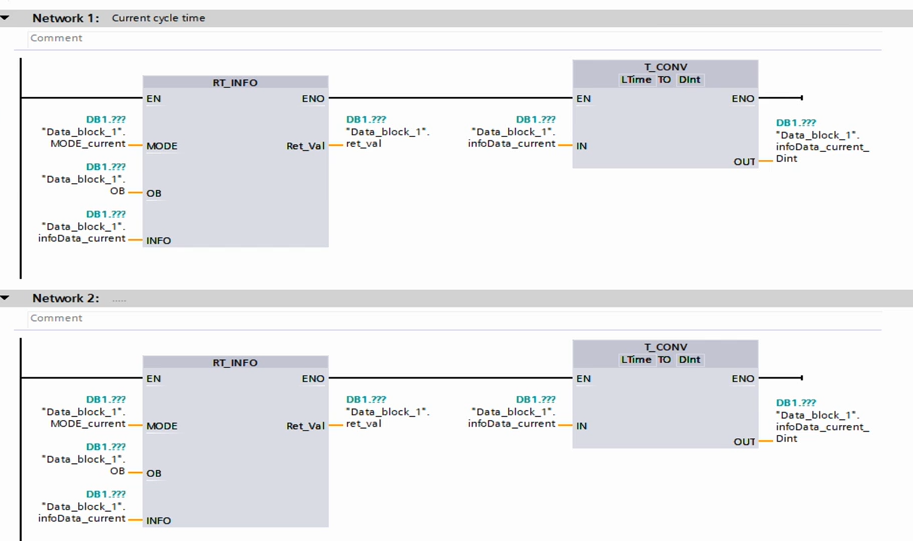 Network 1: Current cycle time
Comment
RT_INFO
EN ENO
DB1.???
"Data_block_1".
MODE_current
MODE
DB1.???
"Data_block_1".
ret_val
Ret_Val
DB1.???
"Data_block_1".
OB
OB
DB1.???
"Data_block_1".
infoData_current
INFO
T_CONV
LTime TO DInt
EN ENO
DB1.???
"Data_block_1".
infoData_current
IN
DB1.???
"Data_block_1".
infoData_current_
Dint
OUT
Network 2: .....
Comment
RT_INFO
EN ENO
DB1.???
"Data_block_1".
MODE_current
MODE
DB1.???
"Data_block_1".
ret_val
Ret_Val
DB1.???
"Data_block_1".
OB
OB
DB1.???
"Data_block_1".
infoData_current
INFO
T_CONV
LTime TO DInt
EN ENO
DB1.???
"Data_block_1".
infoData_current
IN
DB1.???
"Data_block_1".
infoData_current_
Dint
OUT